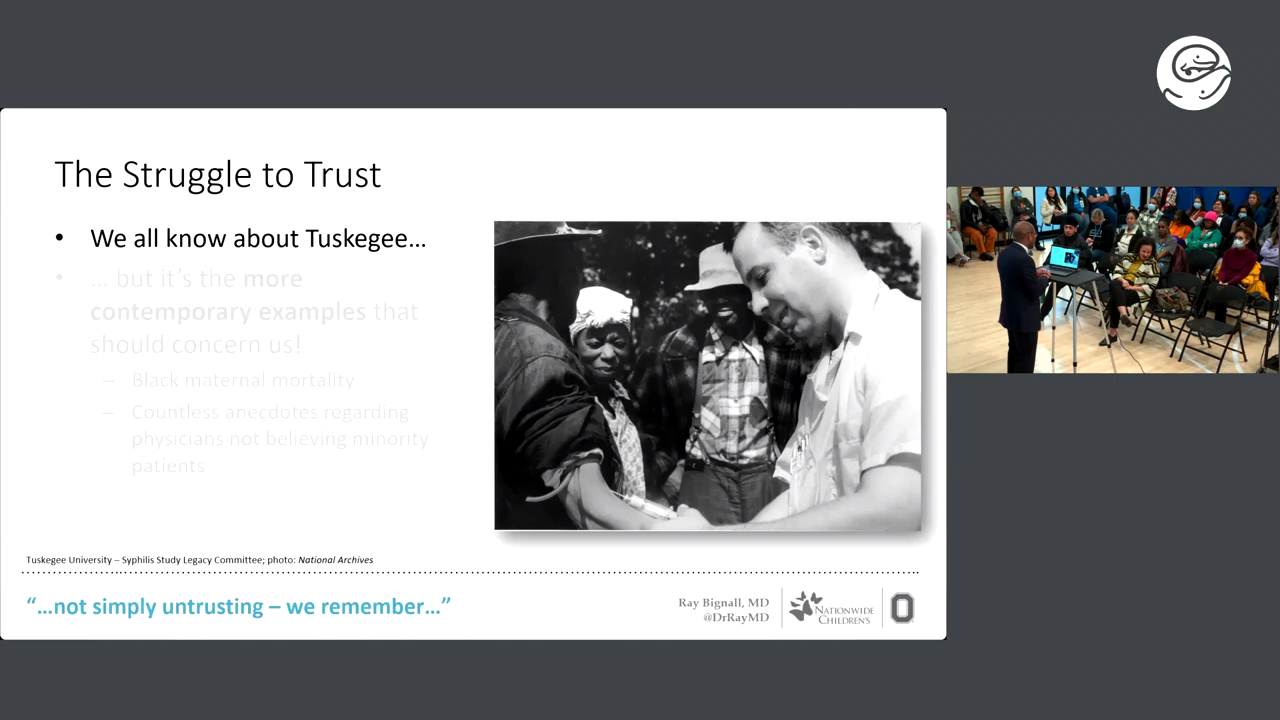 The Struggle to Trust
• We all know about Tuskegee…
• … but it’s the more
contemporary examples that
should concern us!
– Black maternal mortality
– Countless anecdotes regarding
physicians not believing minority
patients
Tuskegee University – Syphilis Study Legacy Committee; photo: National Archives
“…not simply untrusting – we remember…”
Ray Bignall, MD
@DrRayMD
NATIONWIDE
CHILDREN'S